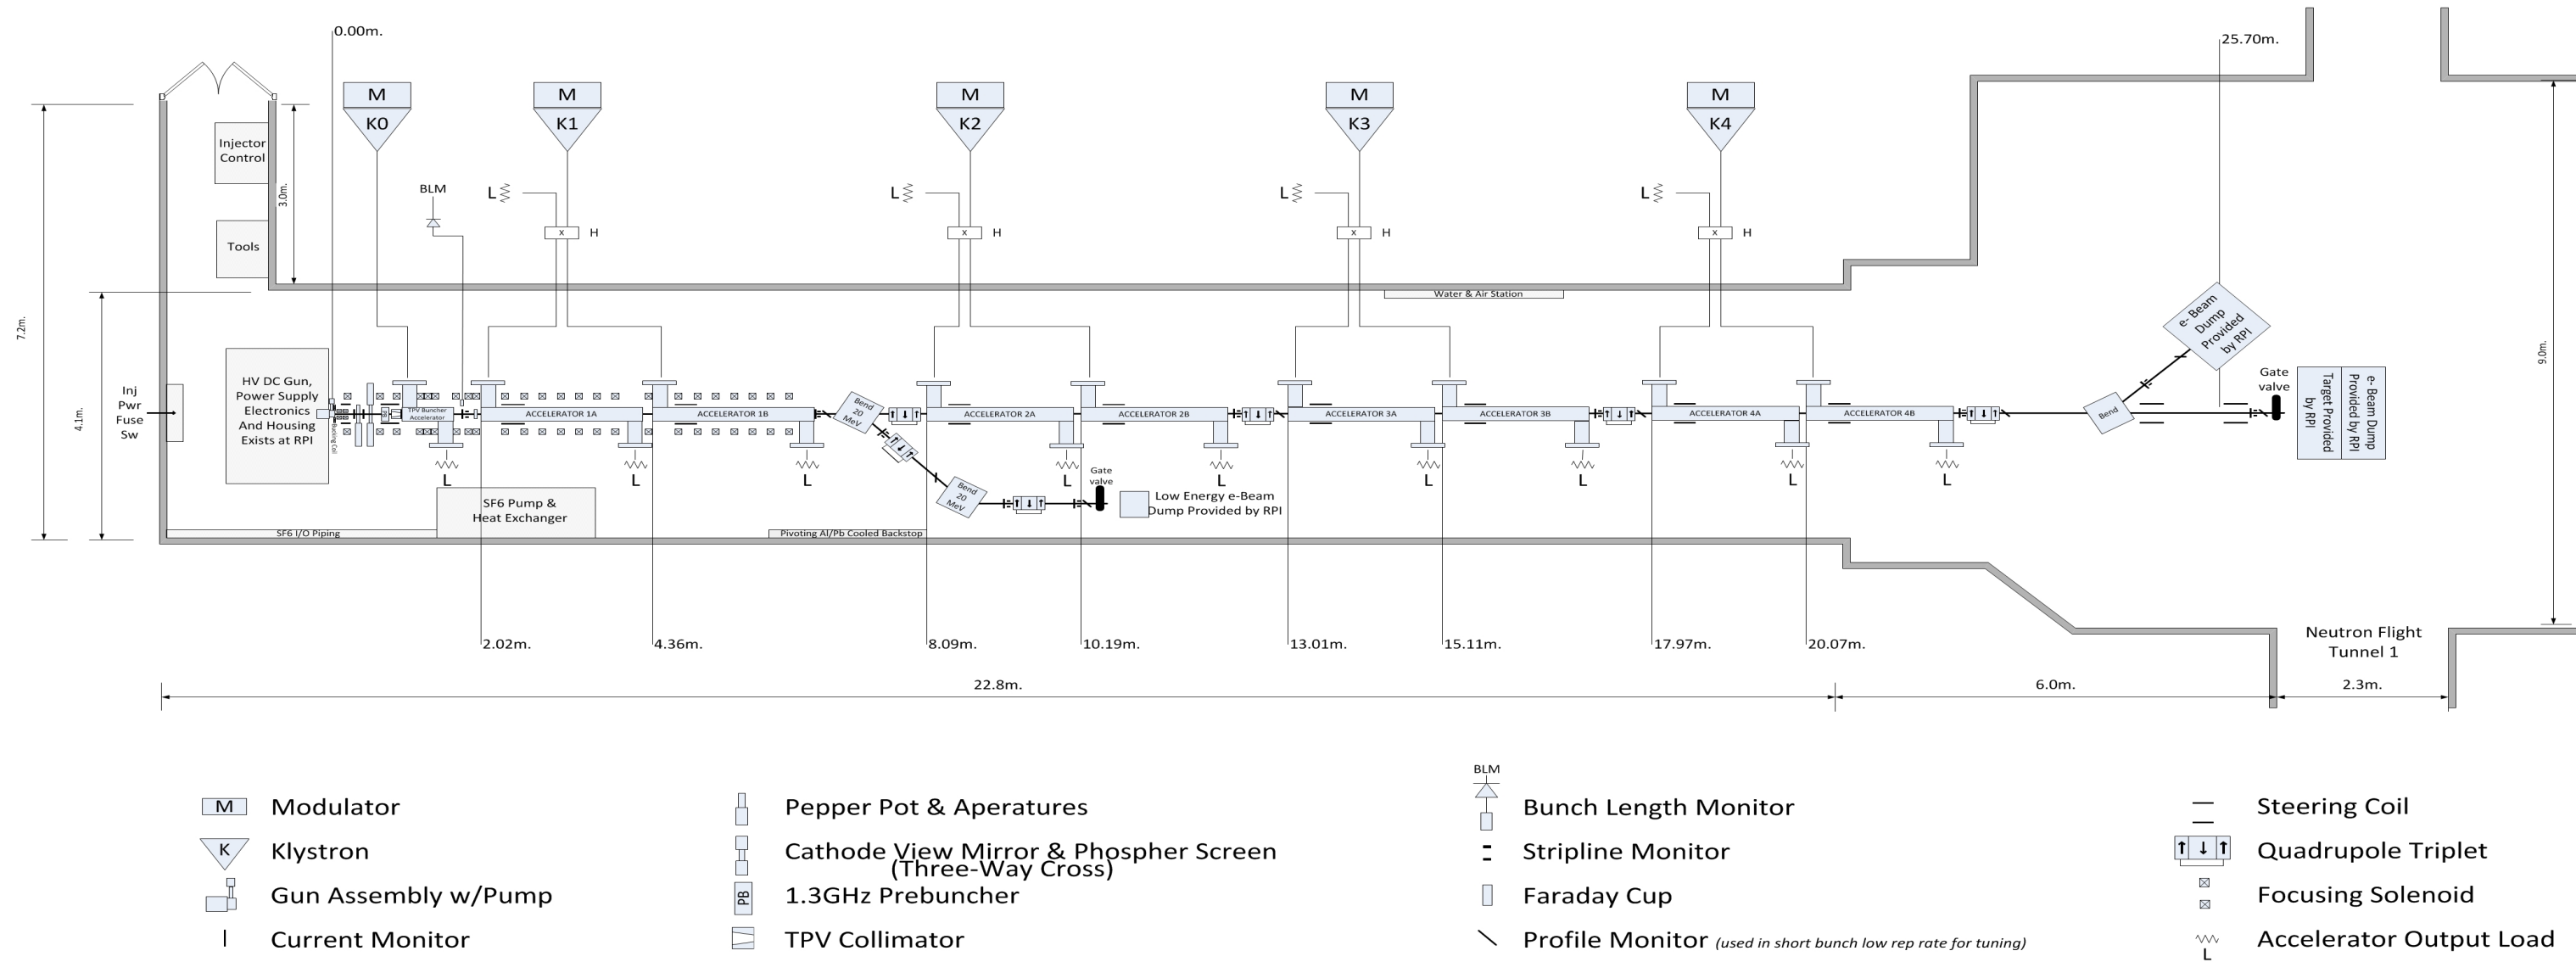 0.00m.
25.70m.
M
K0
M
K1
M
K2
M
K3
M
K4
Injector
Control
3.0m.
BLM
L
L
L
L
x
H
x
H
x
H
x
H
Tools
Water & Air Station
7.2m.
4.1m.
9.0m.
e- Beam
Dump
Provided
by RPI
Inj
Pwr
Fuse
Sw
HV DC Gun,
Power Supply
Electronics
And Housing
Exists at RPI
Bucking Coil
PB
TPV Buncher
Accelerator
ACCELERATOR 1A
ACCELERATOR 1B
Bend
20
MeV
ACCELERATOR 2A
ACCELERATOR 2B
ACCELERATOR 3A
ACCELERATOR 3B
ACCELERATOR 4A
ACCELERATOR 4B
Bend
Gate
valve
Target Provided
by RPI
e- Beam Dump
Provided by RPI
L
L
L
L
L
L
L
L
L
Bend
20
MeV
Gate
valve
Low Energy e-Beam
Dump Provided by RPI
SF6 Pump &
Heat Exchanger
SF6 I/O Piping
Pivoting Al/Pb Cooled Backstop
2.02m.
4.36m.
8.09m.
10.19m.
13.01m.
15.11m.
17.97m.
20.07m.
Neutron Flight
Tunnel 1
22.8m.
6.0m.
2.3m.
M
Modulator
K
Klystron
Gun Assembly w/Pump
Current Monitor
Pepper Pot & Aperatures
Cathode View Mirror & Phospher Screen
(Three-Way Cross)
PB
1.3GHz Prebuncher
TPV Collimator
BLM
Bunch Length Monitor
Stripline Monitor
Faraday Cup
Profile Monitor (used in short bunch low rep rate for tuning)
Steering Coil
Quadrupole Triplet
Focusing Solenoid
L
Accelerator Output Load